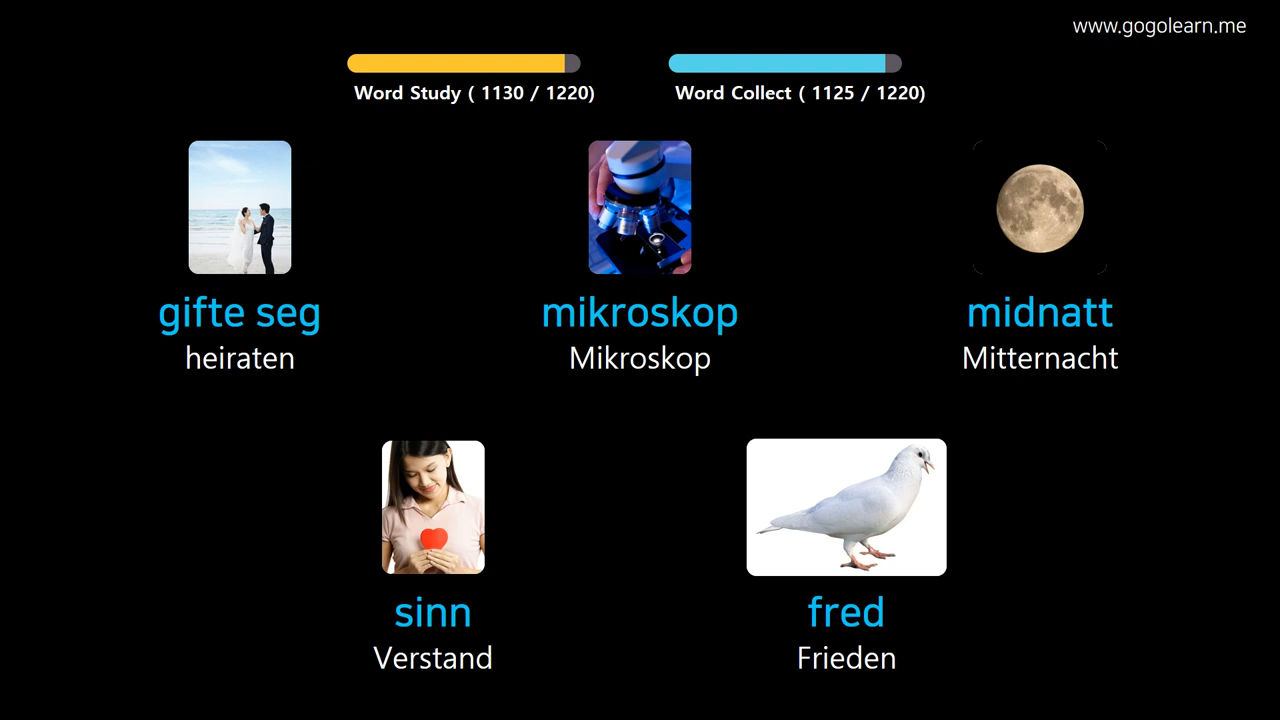 www.gogolearn.me
Word Study ( 1130 / 1220)
Word Collect ( 1125 / 1220)
gifte seg
heiraten
mikroskop
Mikroskop
midnatt
Mitternacht
sinn
Verstand
fred
Frieden